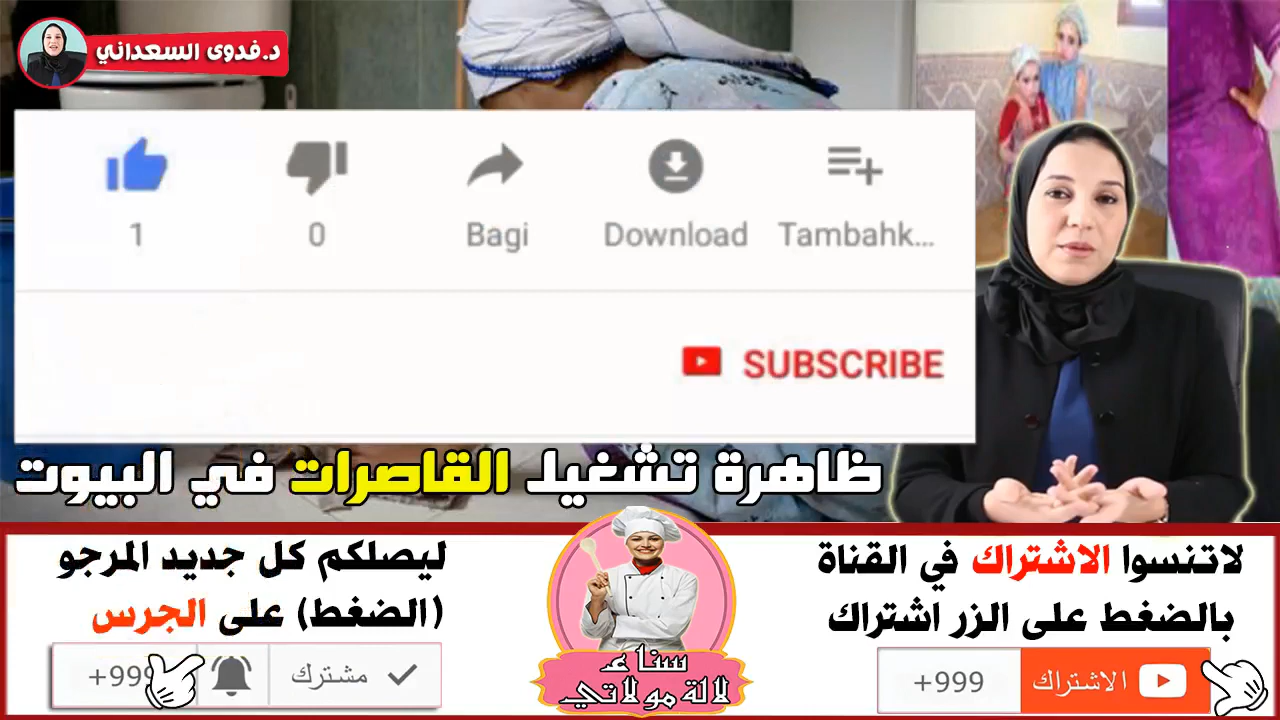 د.فدوى السعداني
1
0
Bagi
Download
Tambahk...
SUBSCRIBE
ظاهرة تشغيل القاصرات في البيوت
لاتنسوا الاشتراك في القناة
بالضغط على الزر اشتراك
+999
الاشتراك
سناء
لالة مولاتي
ليصلكم كل جديد المرجو
(الضغط) على الجرس
+999
مشترك